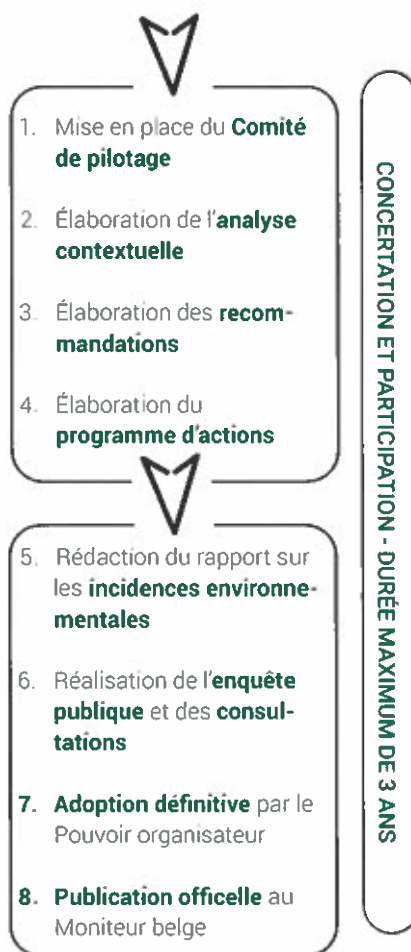 1. Mise en place du Comité
de pilotage
2. Élaboration de l'analyse
contextuelle
3. Élaboration des recom-
mandations
4. Élaboration du
programme d'actions
5. Rédaction du rapport sur
les incidences environne-
mentales
6. Réalisation de l'enquête
publique et des consul-
tations
7. Adoption définitive par le
Pouvoir organisateur
8. Publication officielle au
Moniteur belge
CONCERTATION ET PARTICIPATION - DURÉE MAXIMUM DE 3 ANS